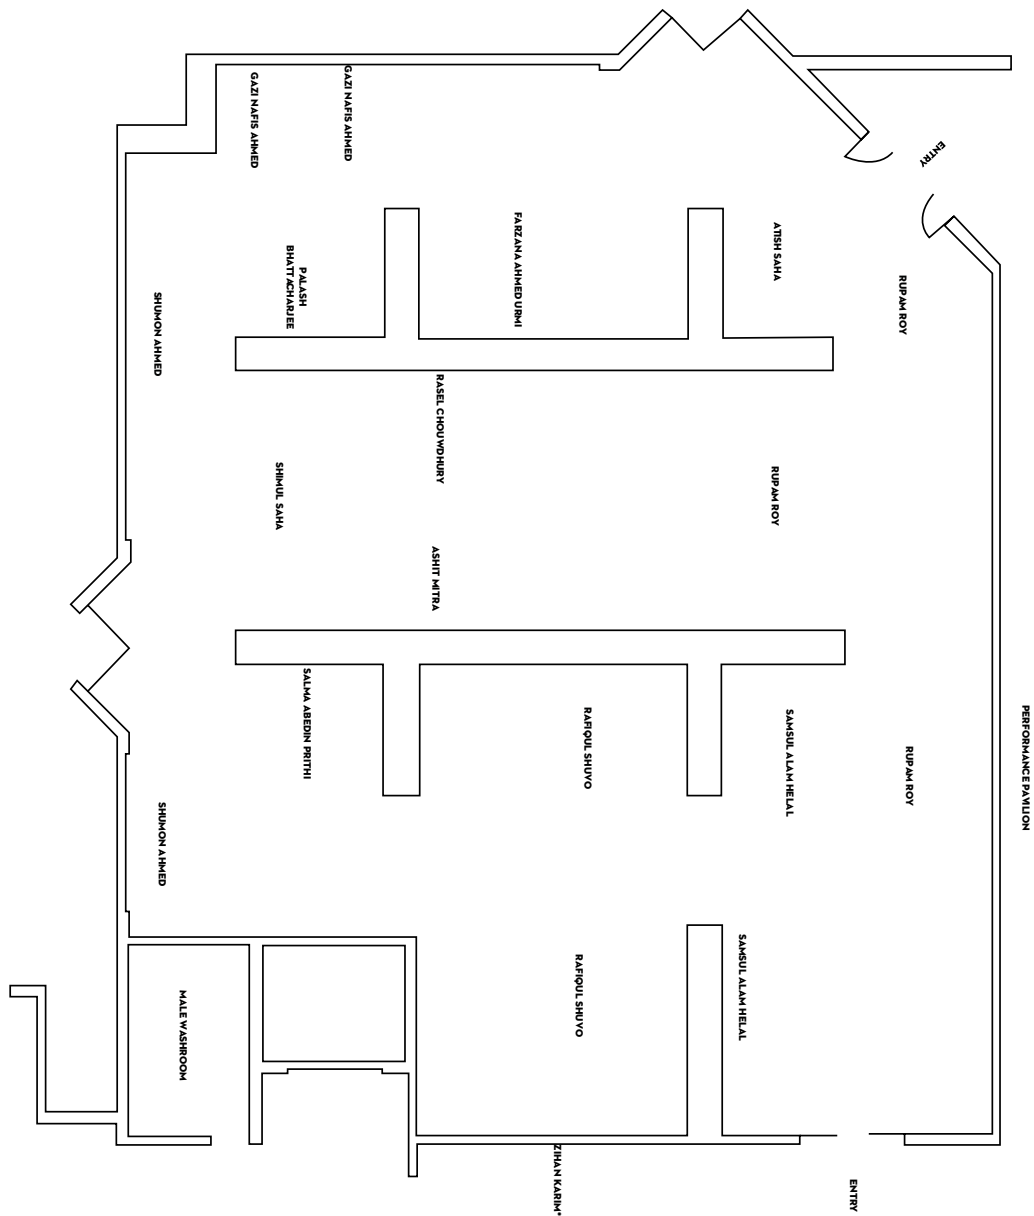 GAZI NAFIS AHMED
GAZI NAFIS AHMED
ENTRY
FARZANA AHMED URMI
ATISH SAHA
PALASH
BHATTACHARJEE
RUPAM ROY
SHUMON AHMED
RASEL CHOUWDHURY
SHIMUL SAHA
RUPAM ROY
ASHIT MITRA
SALMA ABEDIN PRITHI
RAFIQUL SHUVO
SAMSUL ALAM HELAL
RUPAM ROY
PERFORMANCE PAVILION
SHUMON AHMED
SAMSUL ALAM HELAL
RAFIQUL SHUVO
MALE WASHROOM
ZIHAN KARIM*
ENTRY